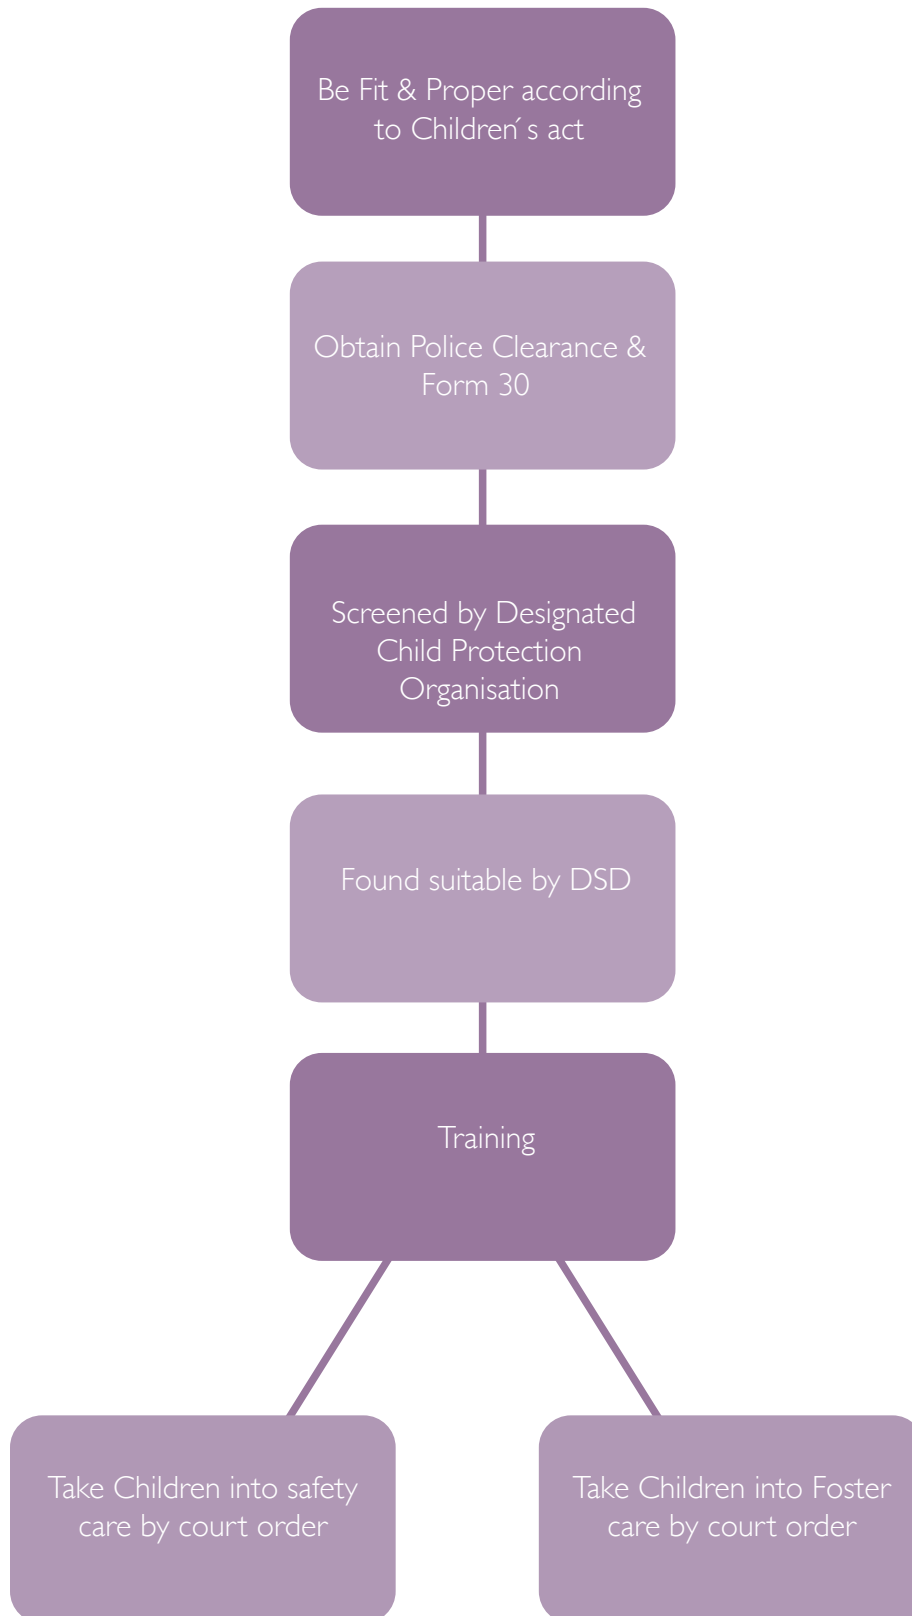 Be Fit & Proper according
to Children´s act
Obtain Police Clearance &
Form 30
Screened by Designated
Child Protection
Organisation
Found suitable by DSD
Training
Take Children into safety
care by court order
Take Children into Foster
care by court order